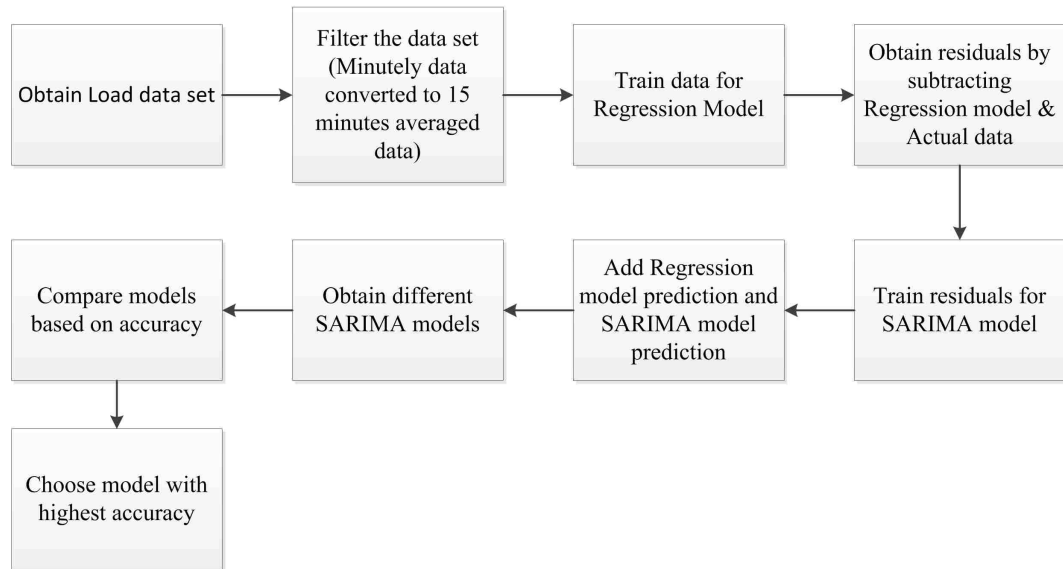 Obtain Load data set
Filter the data set
(Minutely data
converted to 15
minutes averaged
data)
Train data for
Regression Model
Obtain residuals by
subtracting
Regression model &
Actual data
Train residuals for
SARIMA model
Add Regression
model prediction and
SARIMA model
prediction
Obtain different
SARIMA models
Compare models
based on accuracy
Choose model with
highest accuracy